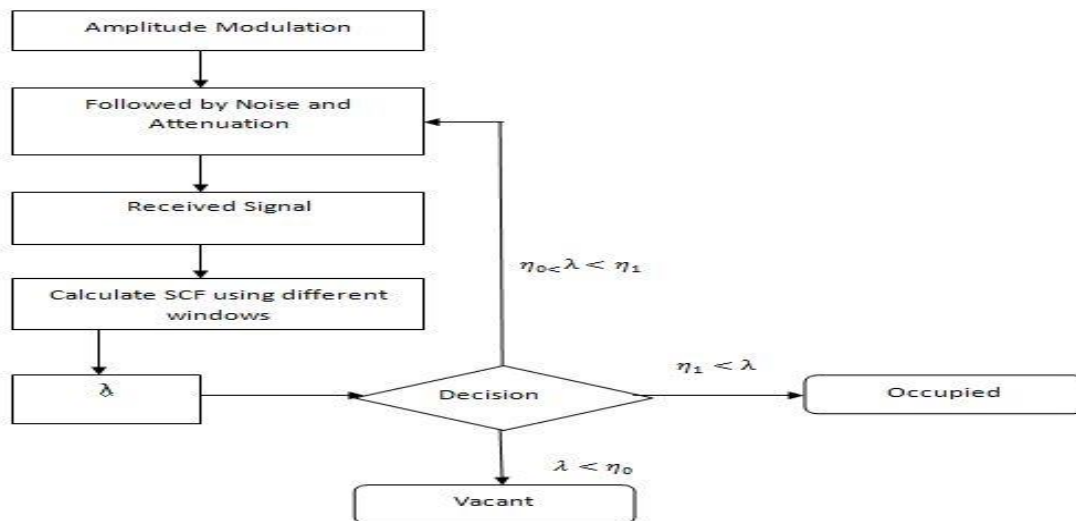 Amplitude Modulation
Followed by Noise and
Attenuation
Received Signal
η₀< λ < η₁
Calculate SCF using different
windows
η₁ < λ
λ
Decision
Occupied
λ < η₀
Vacant